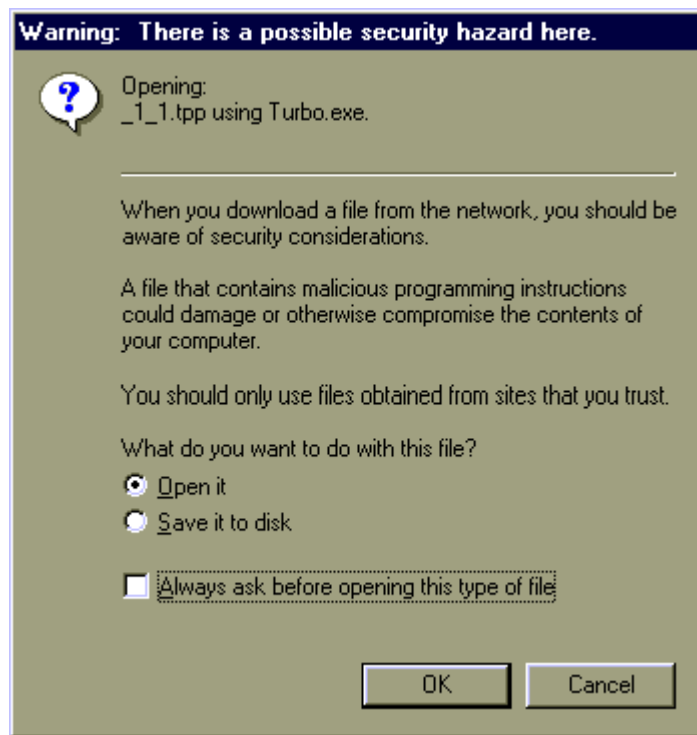 Warning: There is a possible security hazard here.
Opening:
_1_1.tpp using Turbo.exe.
When you download a file from the network, you should be
aware of security considerations.
A file that contains malicious programming instructions
could damage or otherwise compromise the contents of
your computer.
You should only use files obtained from sites that you trust.
What do you want to do with this file?
Open it
Save it to disk
Always ask before opening this type of file
OK
Cancel